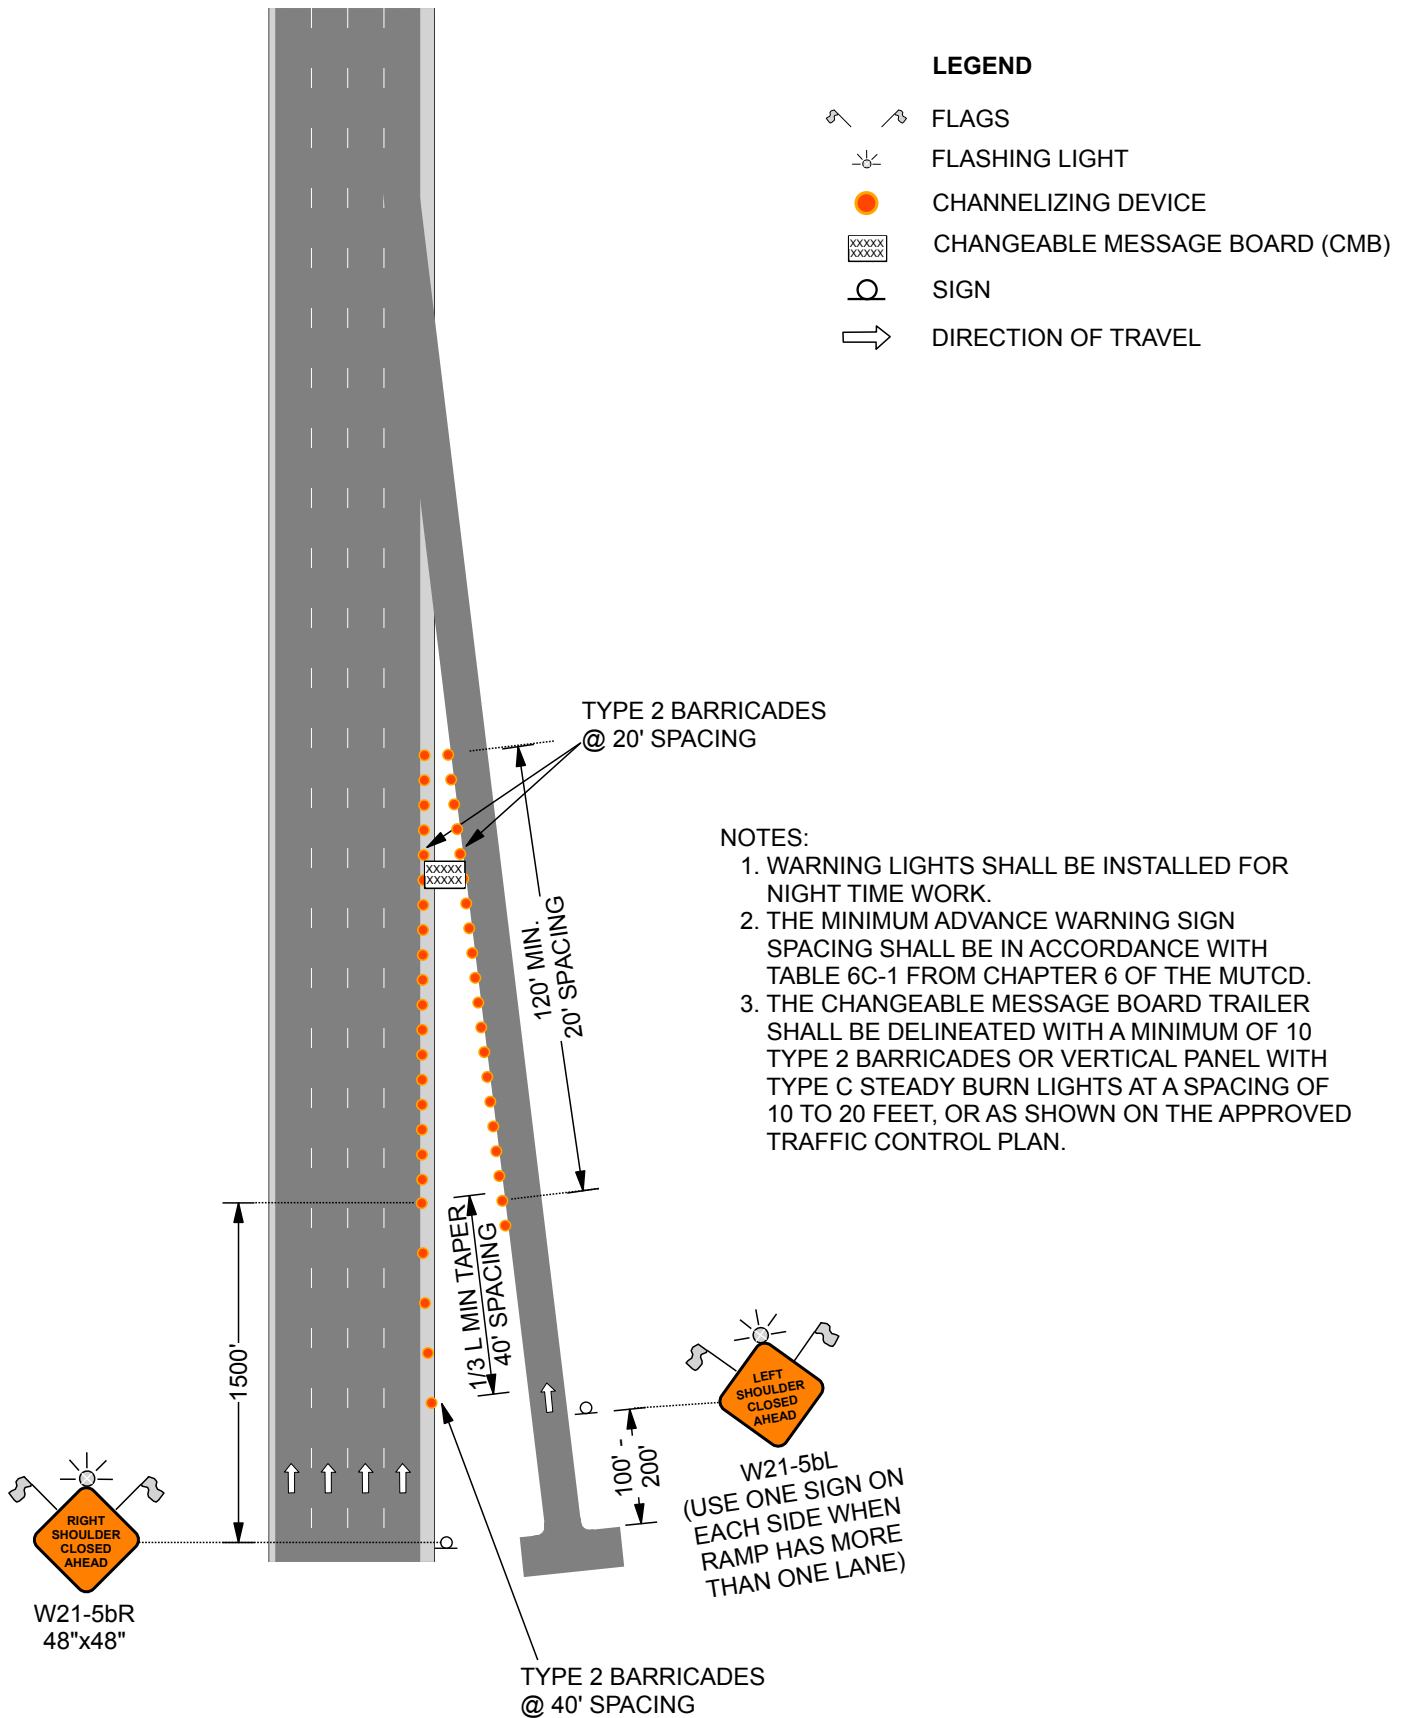 LEGEND
FLAGS
FLASHING LIGHT
CHANNELIZING DEVICE
XXXXX
XXXXX
CHANGEABLE MESSAGE BOARD (CMB)
SIGN
DIRECTION OF TRAVEL
TYPE 2 BARRICADES
@ 20' SPACING
XXXXX
XXXXX
120' MIN.
20' SPACING
NOTES:
1. WARNING LIGHTS SHALL BE INSTALLED FOR
NIGHT TIME WORK.
2. THE MINIMUM ADVANCE WARNING SIGN
SPACING SHALL BE IN ACCORDANCE WITH
TABLE 6C-1 FROM CHAPTER 6 OF THE MUTCD.
3. THE CHANGEABLE MESSAGE BOARD TRAILER
SHALL BE DELINEATED WITH A MINIMUM OF 10
TYPE 2 BARRICADES OR VERTICAL PANEL WITH
TYPE C STEADY BURN LIGHTS AT A SPACING OF
10 TO 20 FEET, OR AS SHOWN ON THE APPROVED
TRAFFIC CONTROL PLAN.
1/3 L MIN TAPER
40' SPACING
1500'
LEFT
SHOULDER
CLOSED
AHEAD
100' -
200'
W21-5bL
(USE ONE SIGN ON
EACH SIDE WHEN
RAMP HAS MORE
THAN ONE LANE)
RIGHT
SHOULDER
CLOSED
AHEAD
W21-5bR
48"x48"
TYPE 2 BARRICADES
@ 40' SPACING